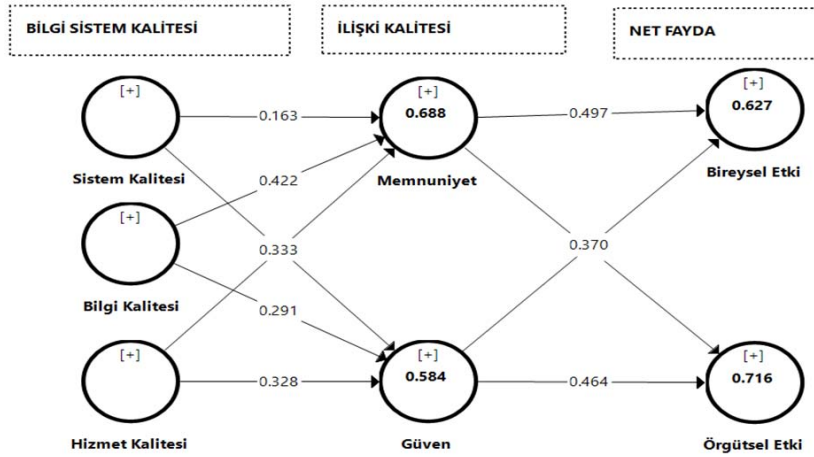 BİLGİ SİSTEM KALİTESİ
İLİŞKİ KALİTESİ
NET FAYDA
[+]
[+]
0.688
[+]
0.627
0.163
0.497
Sistem Kalitesi
Memnuniyet
Bireysel Etki
0.422
[+]
0.333
0.370
Bilgi Kalitesi
0.291
[+]
[+]
0.584
[+]
0.716
0.328
0.464
Hizmet Kalitesi
Güven
Örgütsel Etki